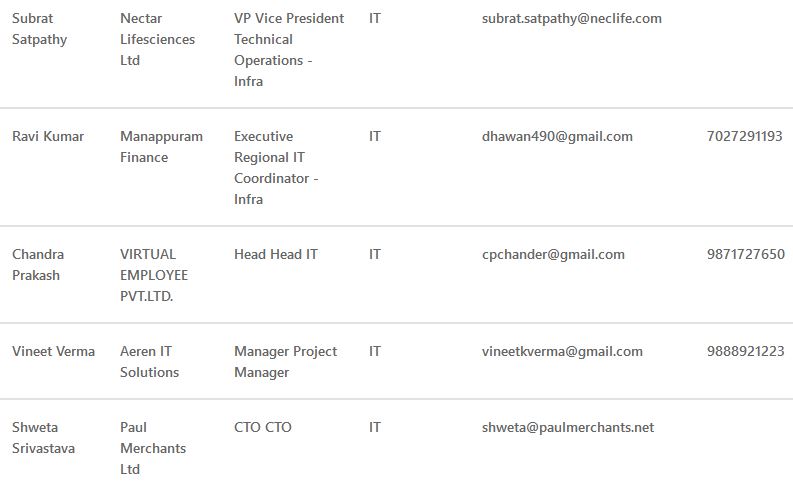 Subrat Nectar VP Vice President IT subrat.satpathy@neclife.com
Satpathy Lifesciences Technical
Ltd Operations -
Infra
Ravi Kumar Manappuram Executive IT dhawan490@gmail.com 7027291193
Finance Regional IT
Coordinator -
Infra
Chandra VIRTUAL Head Head IT IT cpchander@gmail.com 9871727650
Prakash EMPLOYEE
PVT.LTD.
Vineet Verma Aeren IT Manager Project IT vineetkverma@gmail.com 9888921223
Solutions Manager
Shweta Paul CTO CTO IT shweta@paulmerchants.net
Srivastava Merchants
Ltd